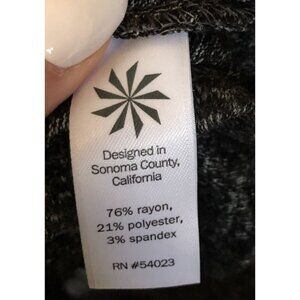 Designed in
Sonoma County,
California
76% rayon,
21% polyester,
3% spandex
RN #54023